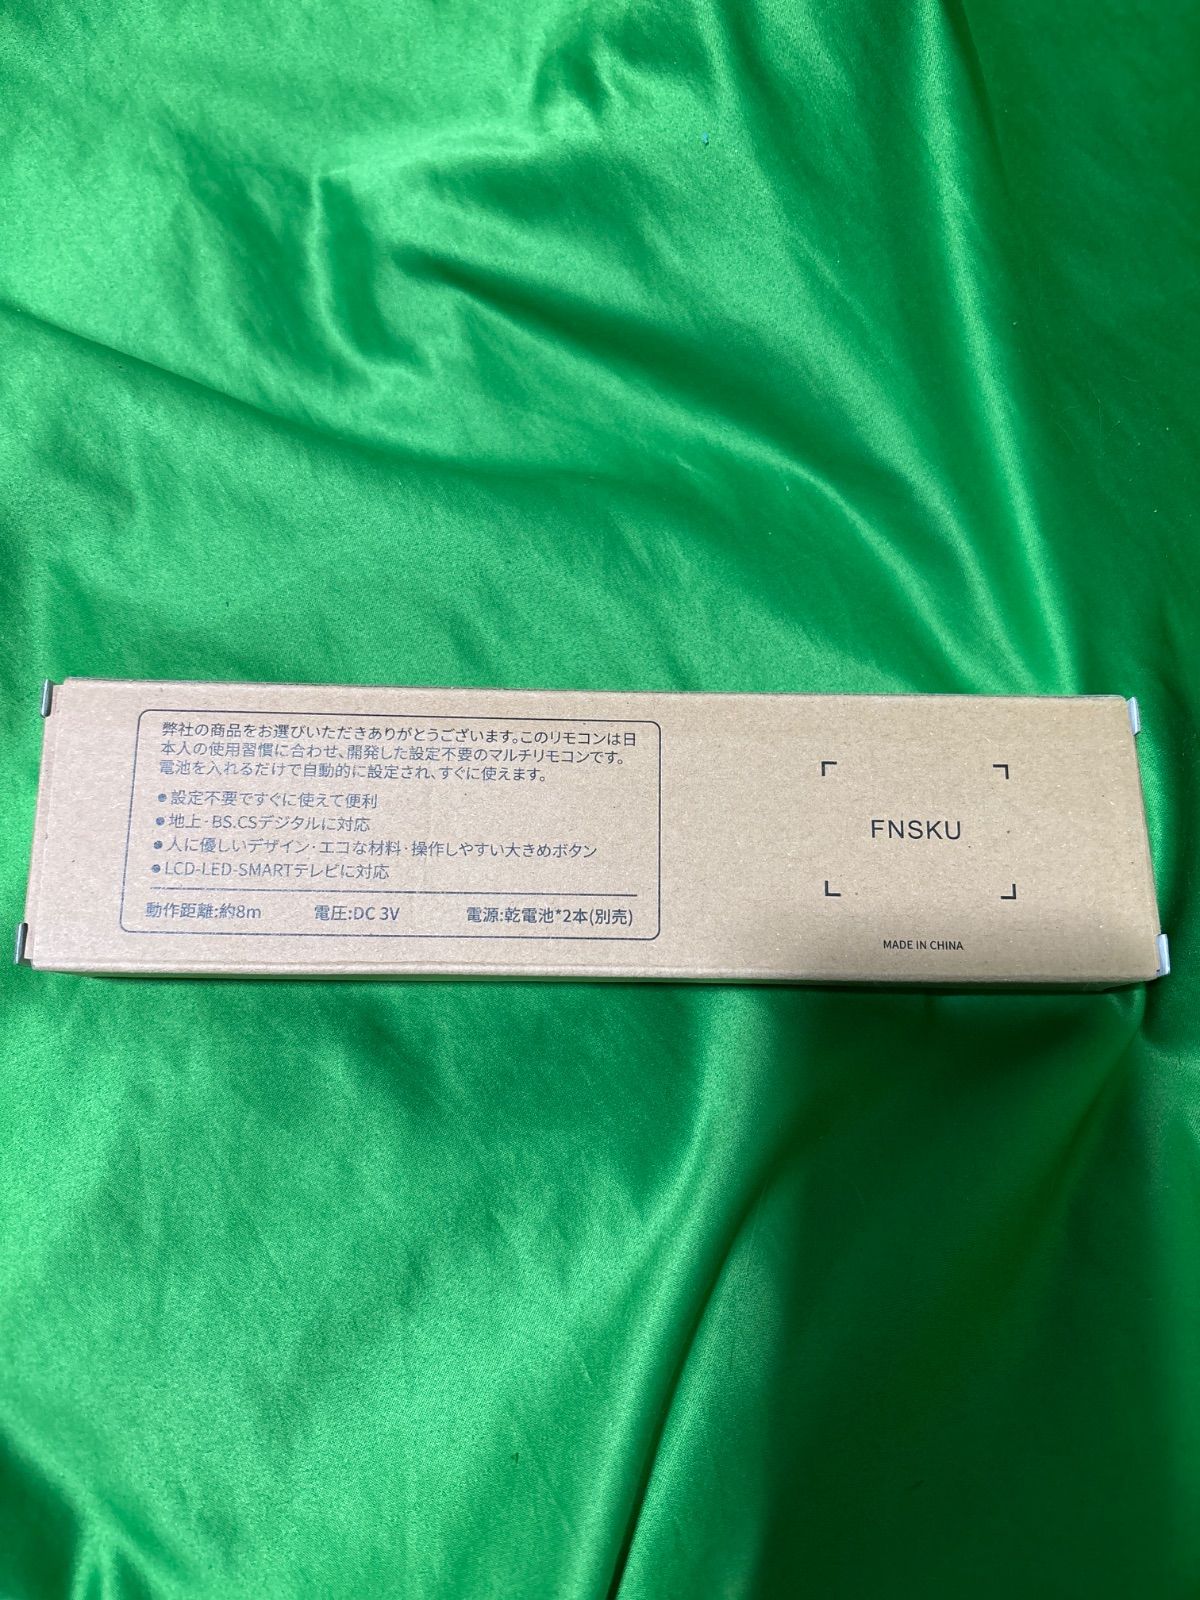 弊社の商品をお選びいただきありがとうございます。このリモコンは日
本人の使用習慣に合わせ、開発した設定不要のマルチリモコンです。
電池を入れるだけで自動的に設定され、すぐに使えます。
●設定不要ですぐに使えて便利
●地上·BS.CSデジタルに対応
●人に優しいデザイン·エコな材料·操作しやすい大きめボタン
●LCD-LED-SMARTテレビに対応
動作距離:約8m 電圧:DC 3V 電源:乾電池*2本(別売)
FNSKU
MADE IN CHINA